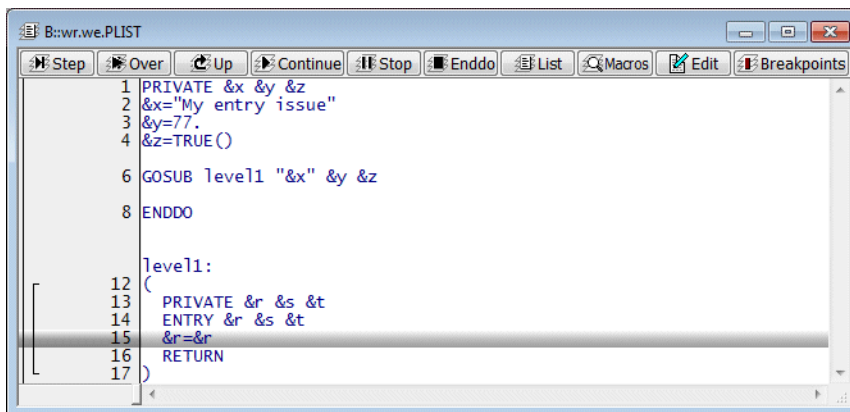 B::wr.we.PLIST
Step Over Up Continue Stop Enddo List Macros Edit Breakpoints
1 PRIVATE &x &y &z
2 &x="My entry issue"
3 &y=77.
4 &z=TRUE()
6 GOSUB level1 "&x" &y &z
8 ENDDO
level1:
12 (
13 PRIVATE &r &s &t
14 ENTRY &r &s &t
15 &r=&r
16 RETURN
17 )